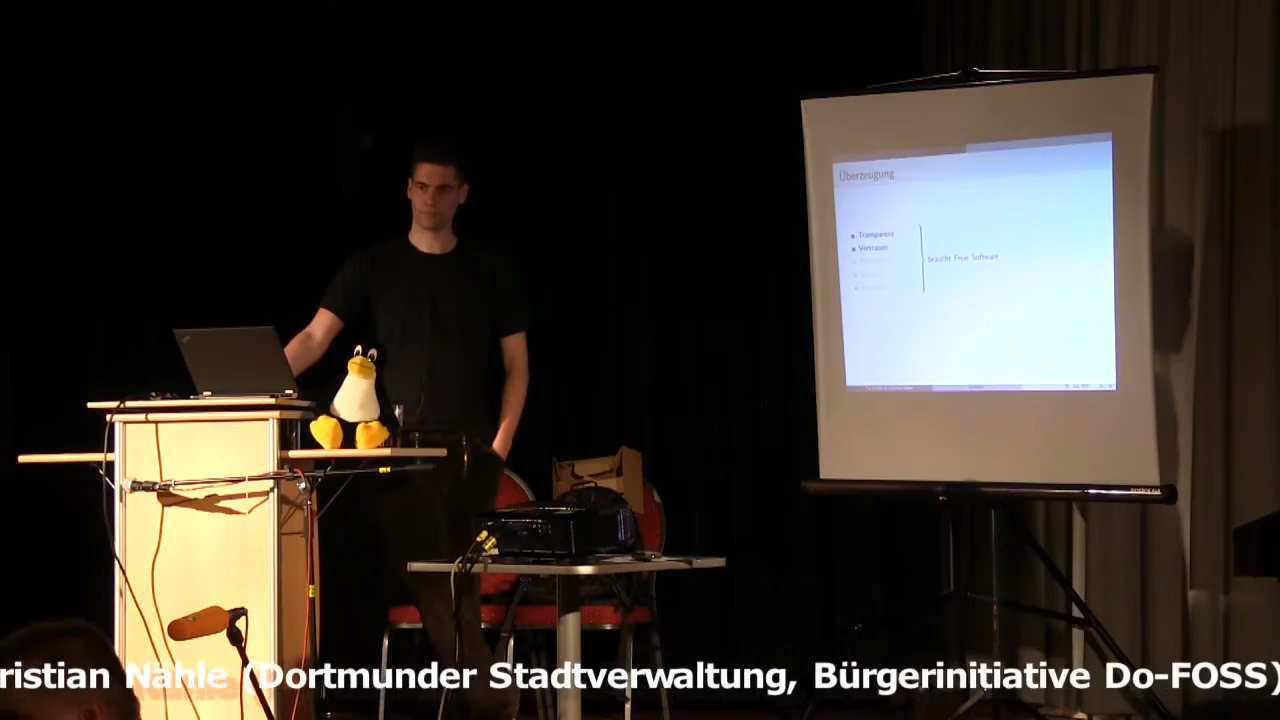 Überzeugung
Transparenz
Vertrauen
braucht Freie Software
ristian Nähle (Dortmunder Stadtverwaltung, Bürgerinitiative Do-FOSS)